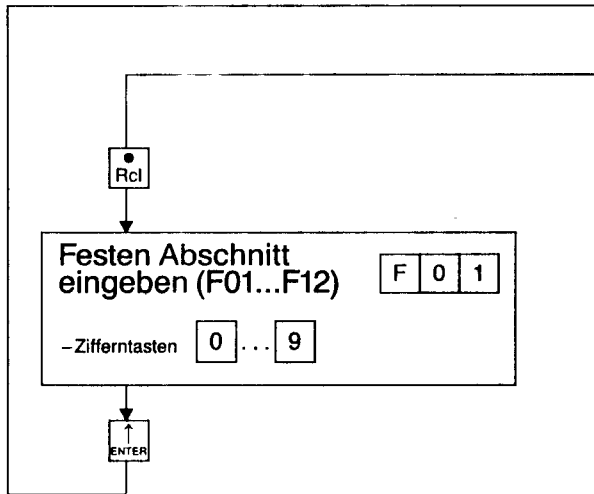 Rcl
Festen Abschnitt
eingeben (F01...F12)
F 0 1
–Zifferntasten 0 ... 9
↑
ENTER